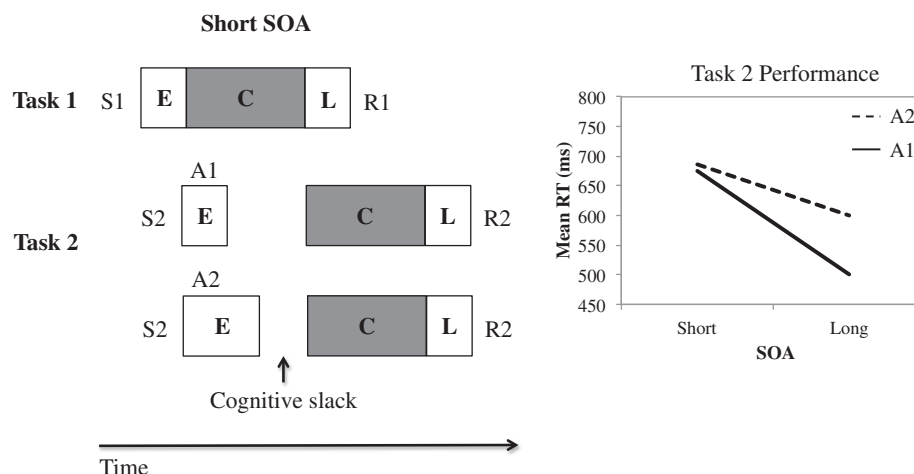 Short SOA
Task 1
S1
E
C
L
R1
Task 2
A1
S2
E
C
L
R2
A2
S2
E
C
L
R2
Cognitive slack
Time
Task 2 Performance
A2
A1
Mean RT (ms)
800
750
700
650
600
550
500
450
Short
Long
SOA